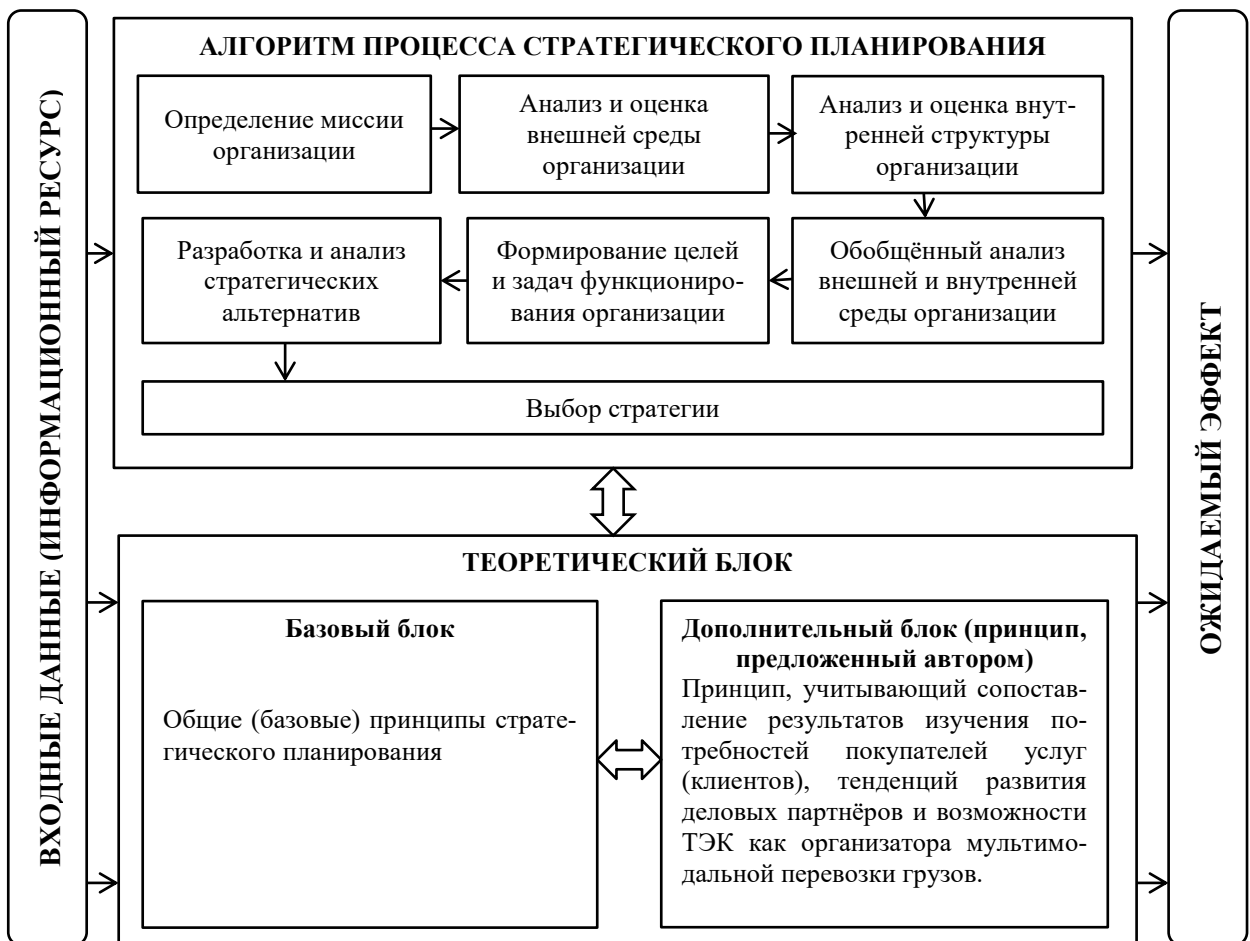 ВХОДНЫЕ ДАННЫЕ (ИНФОРМАЦИОННЫЙ РЕСУРС)
АЛГОРИТМ ПРОЦЕССА СТРАТЕГИЧЕСКОГО ПЛАНИРОВАНИЯ
Определение миссии
организации
Анализ и оценка
внешней среды
организации
Анализ и оценка внут-
ренней структуры
организации
Обобщённый анализ
внешней и внутренней
среды организации
Формирование целей
и задач функциониро-
вания организации
Разработка и анализ
стратегических
альтернатив
Выбор стратегии
ТЕОРЕТИЧЕСКИЙ БЛОК
Базовый блок
Общие (базовые) принципы страте-
гического планирования
Дополнительный блок (принцип,
предложенный автором)
Принцип, учитывающий сопостав-
ление результатов изучения по-
требностей покупателей услуг
(клиентов), тенденций развития
деловых партнёров и возможности
ТЭК как организатора мультимо-
дальной перевозки грузов.
ОЖИДАЕМЫЙ ЭФФЕКТ